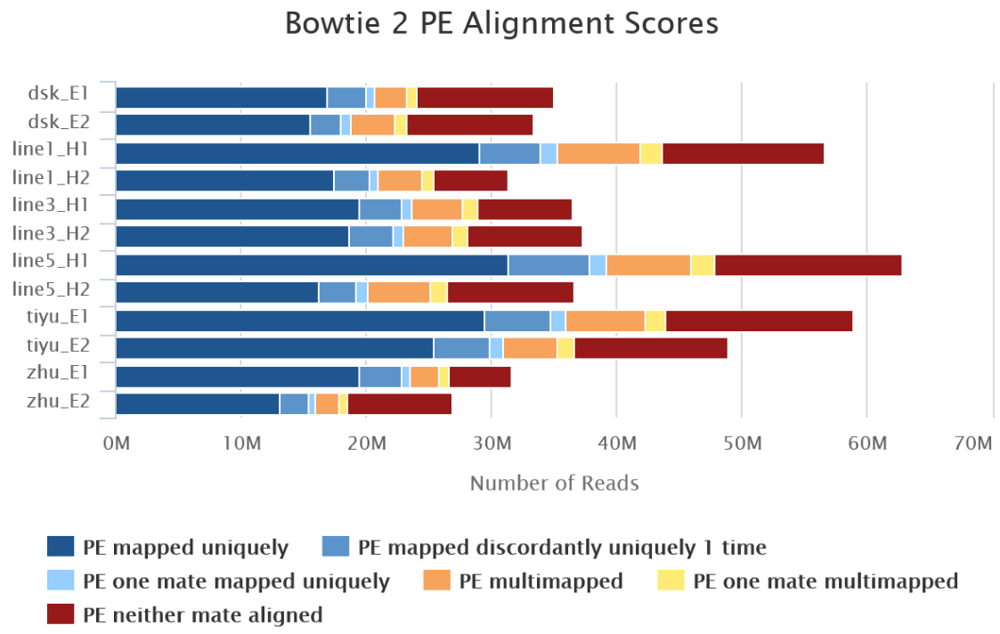 Bowtie 2 PE Alignment Scores
dsk_E1
dsk_E2
line1_H1
line1_H2
line3_H1
line3_H2
line5_H1
line5_H2
tiyu_E1
tiyu_E2
zhu_E1
zhu_E2
0M 10M 20M 30M 40M 50M 60M 70M
Number of Reads
PE mapped uniquely PE mapped discordantly uniquely 1 time
PE one mate mapped uniquely PE multimapped PE one mate multimapped
PE neither mate aligned